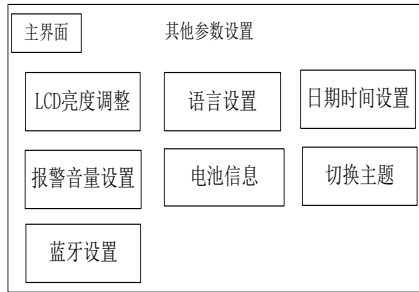 主界面
其他参数设置
LCD亮度调整
语言设置
日期时间设置
报警音量设置
电池信息
切换主题
蓝牙设置